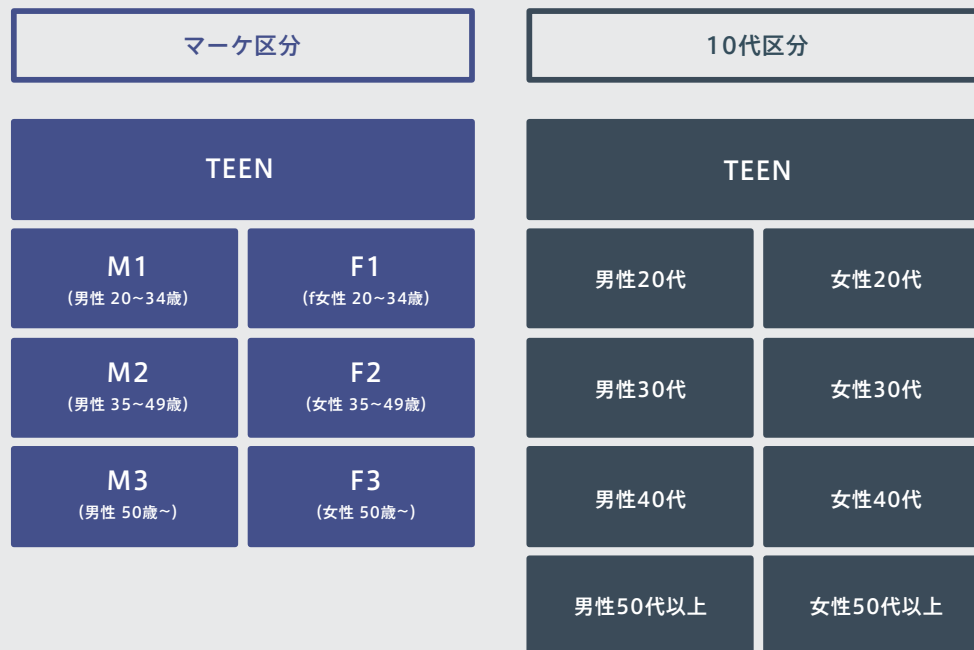 マーケ区分
TEEN
M1
(男性 20~34歳)
F1
(f女性 20~34歳)
M2
(男性 35~49歳)
F2
(女性 35~49歳)
M3
(男性 50歳~)
F3
(女性 50歳~)
10代区分
TEEN
男性20代
女性20代
男性30代
女性30代
男性40代
女性40代
男性50代以上
女性50代以上